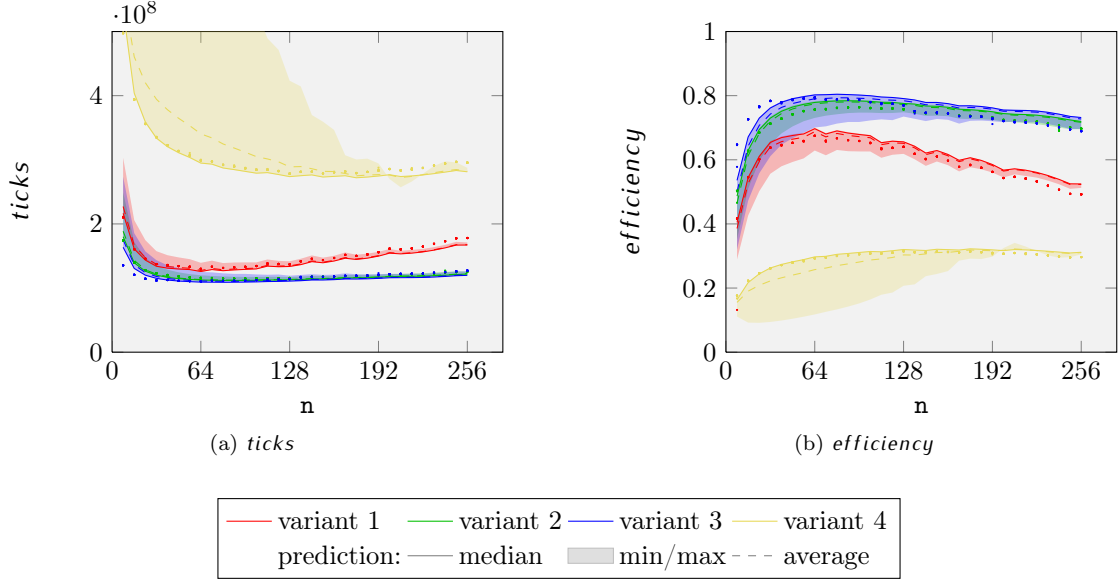 ·10⁸
ticks
4
2
0
0 64 128 192 256
n
(a) ticks
efficiency
1
0.8
0.6
0.4
0.2
0
0 64 128 192 256
n
(b) efficiency
variant 1 variant 2 variant 3 variant 4
prediction: median min/max average